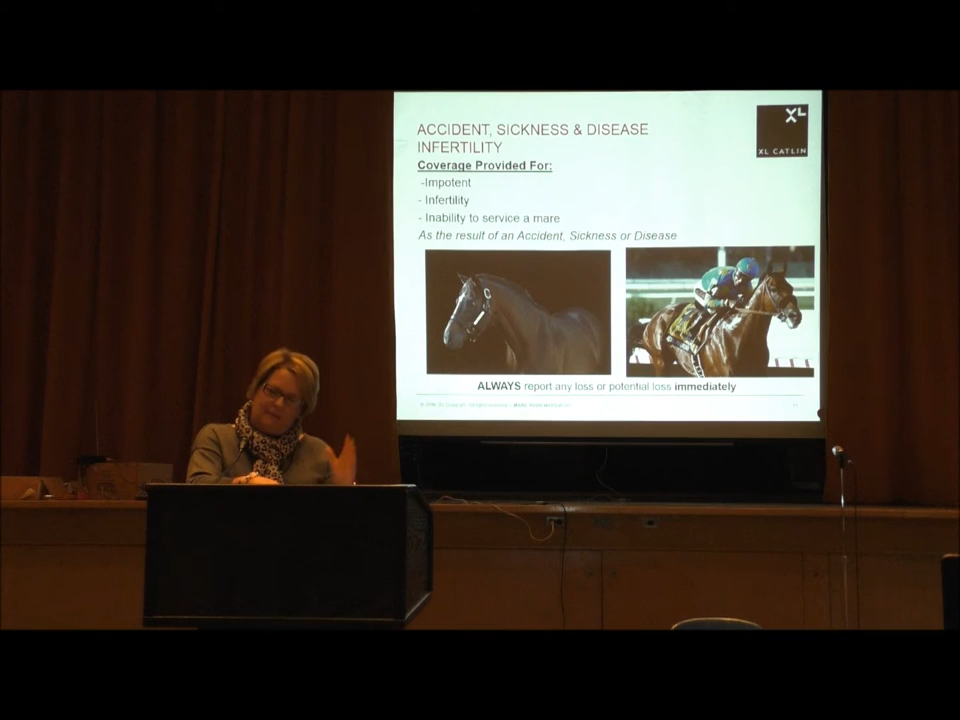 ACCIDENT, SICKNESS & DISEASE
INFERTILITY
XL
XL CATLIN
Coverage Provided For:
-Impotent
- Infertility
- Inability to service a mare
As the result of an Accident, Sickness or Disease
ALWAYS report any loss or potential loss immediately